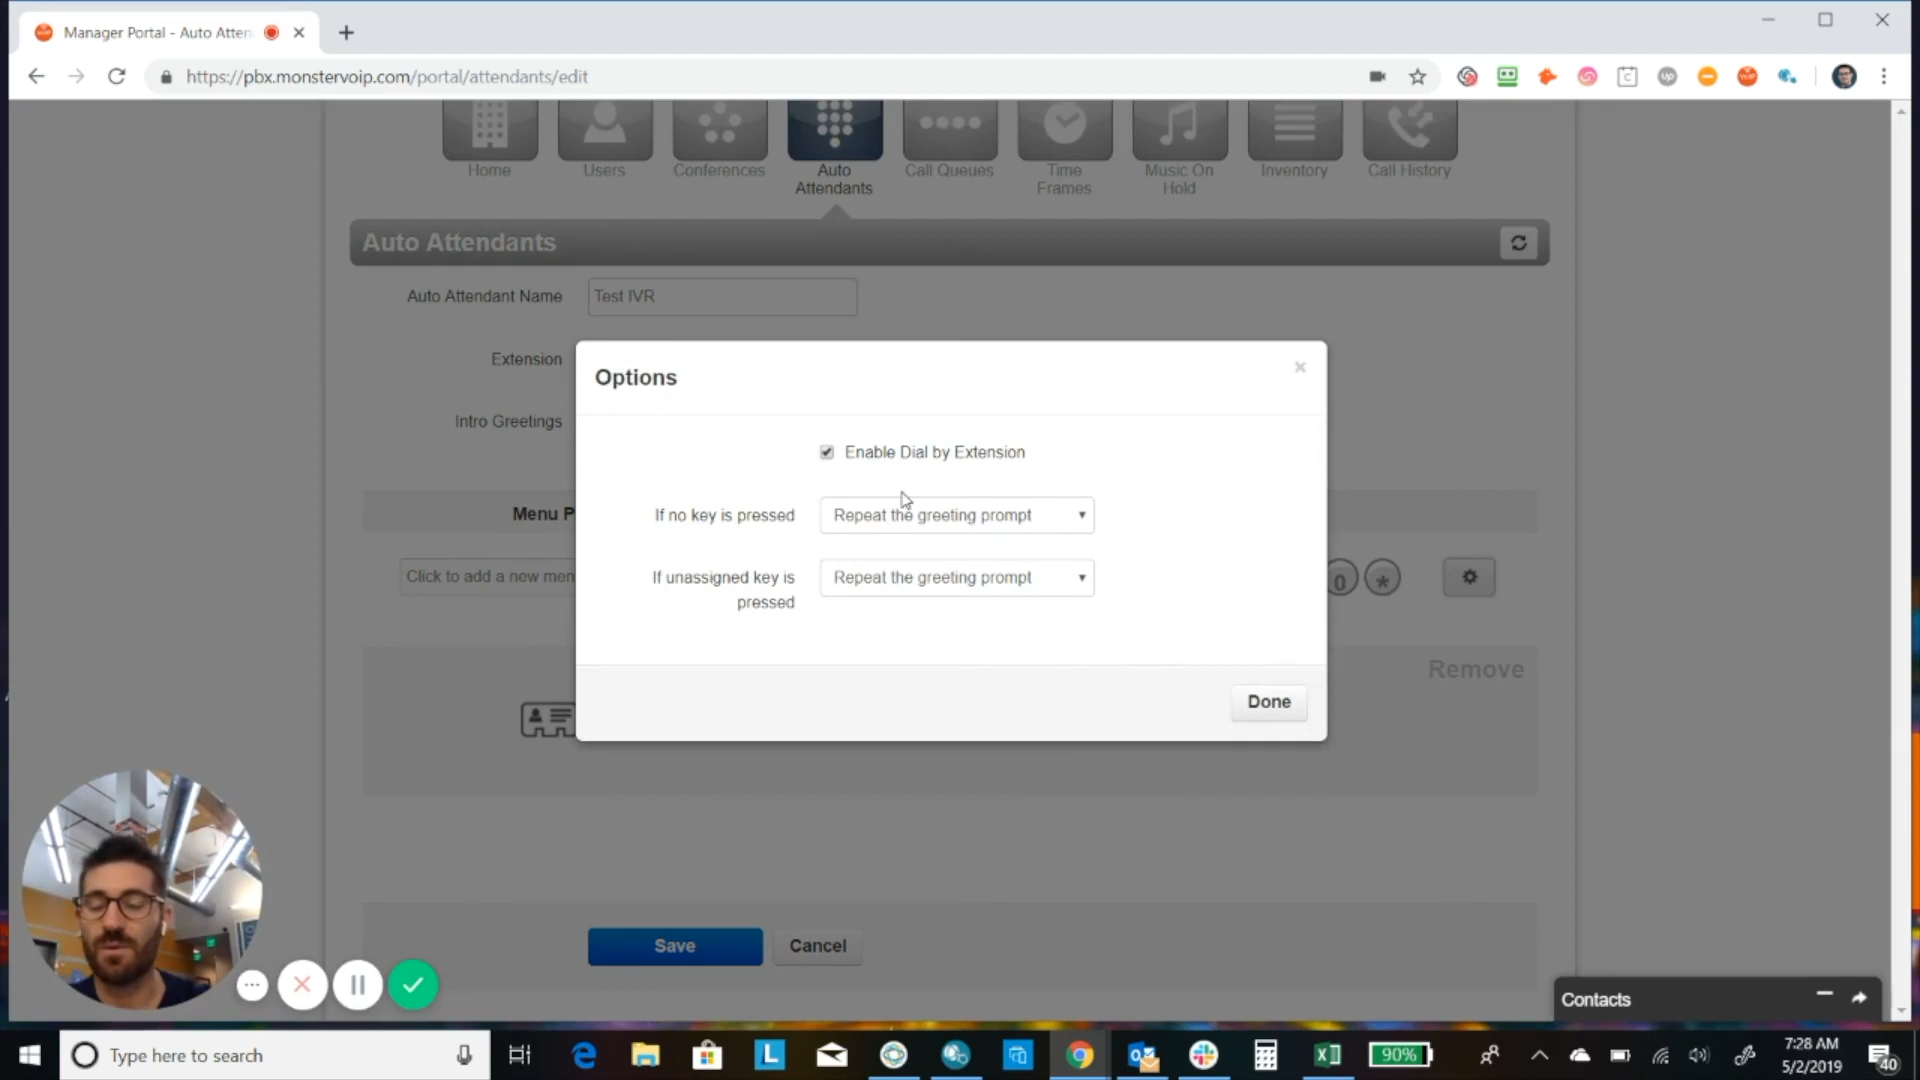 Manager Portal - Auto Atten
https://pbx.monstervoip.com/portal/attendants/edit
Home
Users
Conferences
Auto
Attendants
Call Queues
Time
Frames
Music On
Hold
Inventory
Call History
Auto Attendants
Auto Attendant Name
Test IVR
Extension
Intro Greetings
Options
×
Enable Dial by Extension
If no key is pressed
Repeat the greeting prompt
If unassigned key is
pressed
Repeat the greeting prompt
Menu P
Click to add a new men
0
*
Remove
Done
Save
Cancel
Contacts
Type here to search
90%
7:28 AM
5/2/2019
40